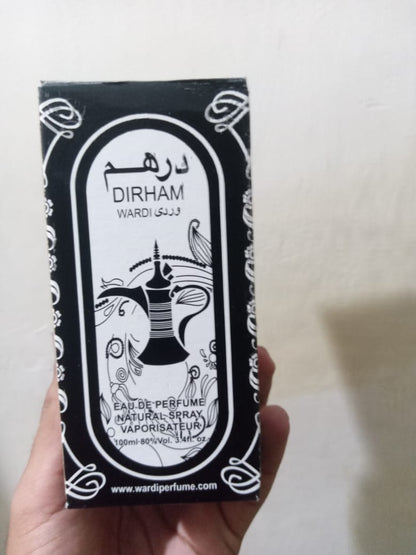 درهم
DIRHAM
WARDI وردي
EAU DE PERFUME
NATURAL SPRAY
VAPORISATEUR
100ml 80%Vol. 3.4fl. oz
www.wardiperfume.com